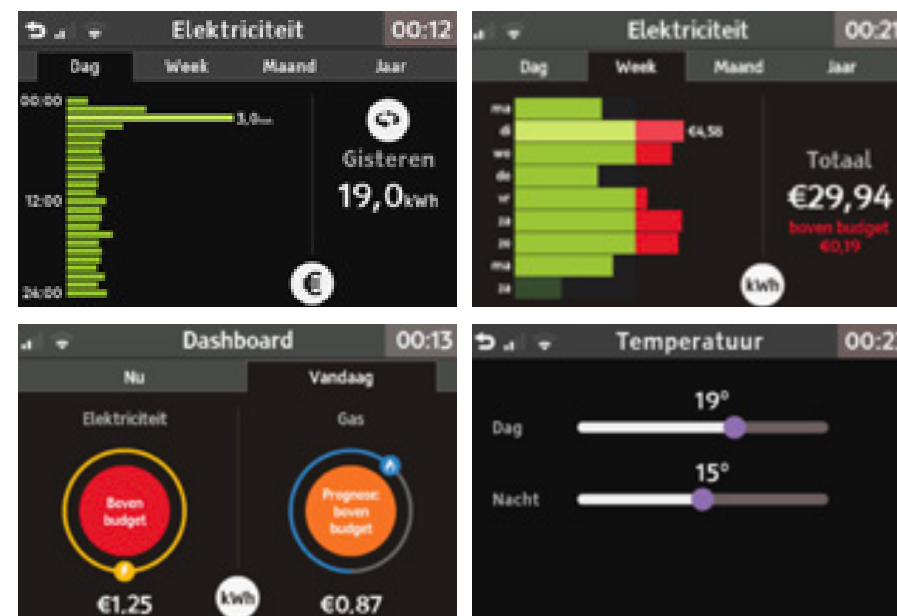 Elektriciteit 00:12
Dag Week Maand Jaar
00:00
3,0
Gisteren
12:00
19,0kWh
€
24:00
Elektriciteit 00:21
Dag Week Maand Jaar
ma
di €4,58
wo
do
vr
za
zo
ma
za
Totaal
€29,94
boven budget
€0,19
kWh
Dashboard 00:13
Nu Vandaag
Elektriciteit Gas
Boven
budget
Prognose:
boven
budget
€1,25 kWh €0,87
Temperatuur
19°
Dag
15°
Nacht